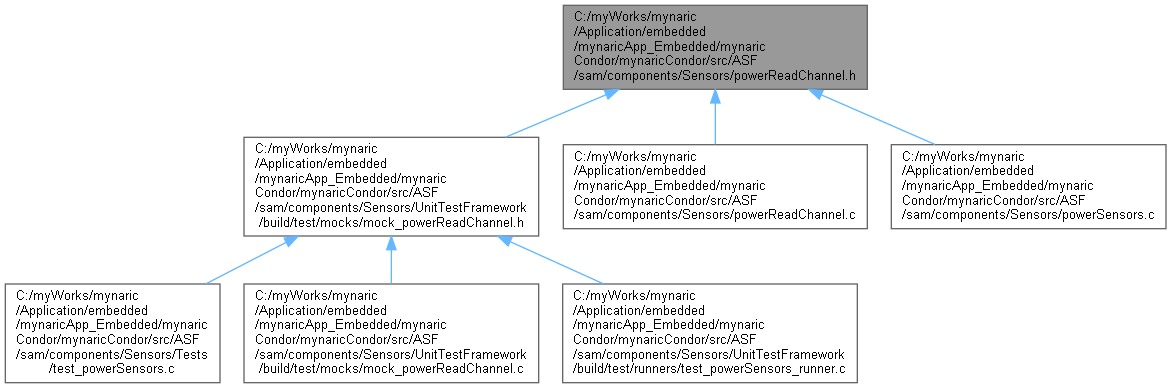 C:/myWorks/mynaric
/Application/embedded
/mynaricApp_Embedded/mynaric
Condor/mynaricCondor/src/ASF
/sam/components/Sensors/powerReadChannel.h
C:/myWorks/mynaric
/Application/embedded
/mynaricApp_Embedded/mynaric
Condor/mynaricCondor/src/ASF
/sam/components/Sensors/UnitTestFramework
/build/test/mocks/mock_powerReadChannel.h
C:/myWorks/mynaric
/Application/embedded
/mynaricApp_Embedded/mynaric
Condor/mynaricCondor/src/ASF
/sam/components/Sensors/powerReadChannel.c
C:/myWorks/mynaric
/Application/embedded
/mynaricApp_Embedded/mynaric
Condor/mynaricCondor/src/ASF
/sam/components/Sensors/powerSensors.c
C:/myWorks/mynaric
/Application/embedded
/mynaricApp_Embedded/mynaric
Condor/mynaricCondor/src/ASF
/sam/components/Sensors/Tests
/test_powerSensors.c
C:/myWorks/mynaric
/Application/embedded
/mynaricApp_Embedded/mynaric
Condor/mynaricCondor/src/ASF
/sam/components/Sensors/UnitTestFramework
/build/test/mocks/mock_powerReadChannel.c
C:/myWorks/mynaric
/Application/embedded
/mynaricApp_Embedded/mynaric
Condor/mynaricCondor/src/ASF
/sam/components/Sensors/UnitTestFramework
/build/test/runners/test_powerSensors_runner.c